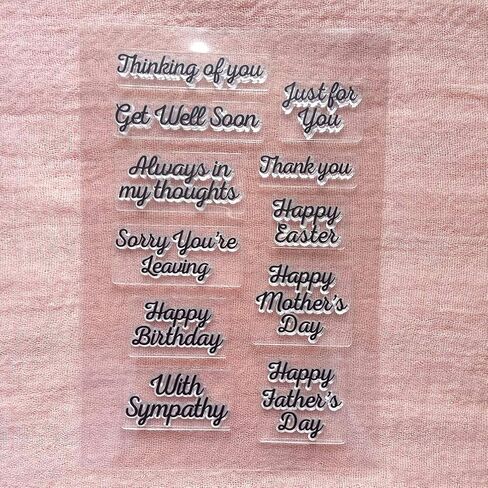 Thinking of you
Get Well Soon
Always in
my thoughts
Sorry You're
Leaving
Happy
Birthday
With
Sympathy
Just for
You
Thank you
Happy
Easter
Happy
Mother's
Day
Happy
Father's
Day